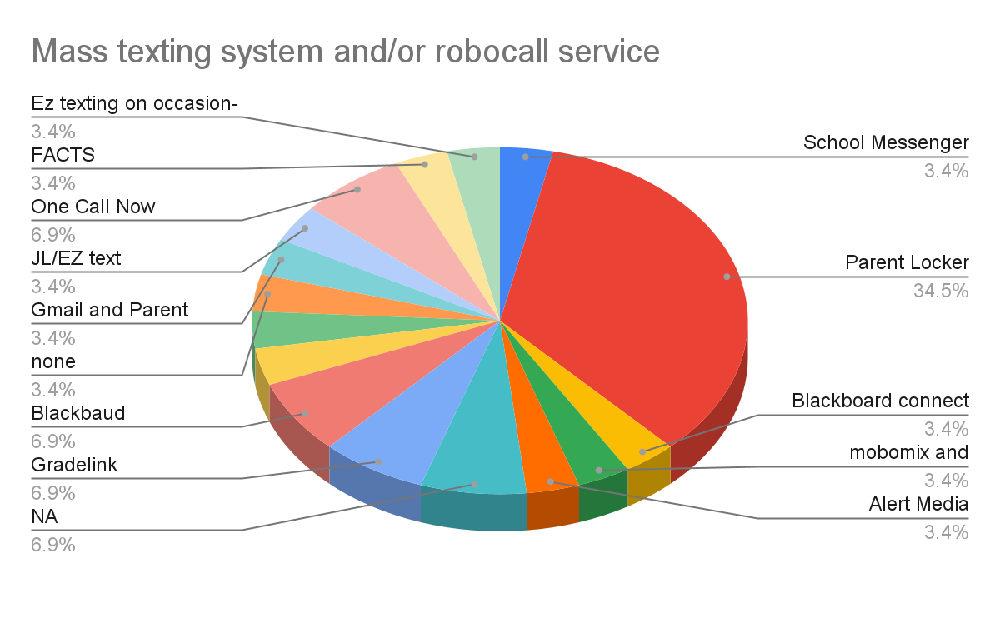 Mass texting system and/or robocall service
Ez texting on occasion-
3.4%
FACTS
3.4%
One Call Now
6.9%
JL/EZ text
3.4%
Gmail and Parent
3.4%
none
3.4%
Blackbaud
6.9%
Gradelink
6.9%
NA
6.9%
School Messenger
3.4%
Parent Locker
34.5%
Blackboard connect
3.4%
mobomix and
3.4%
Alert Media
3.4%